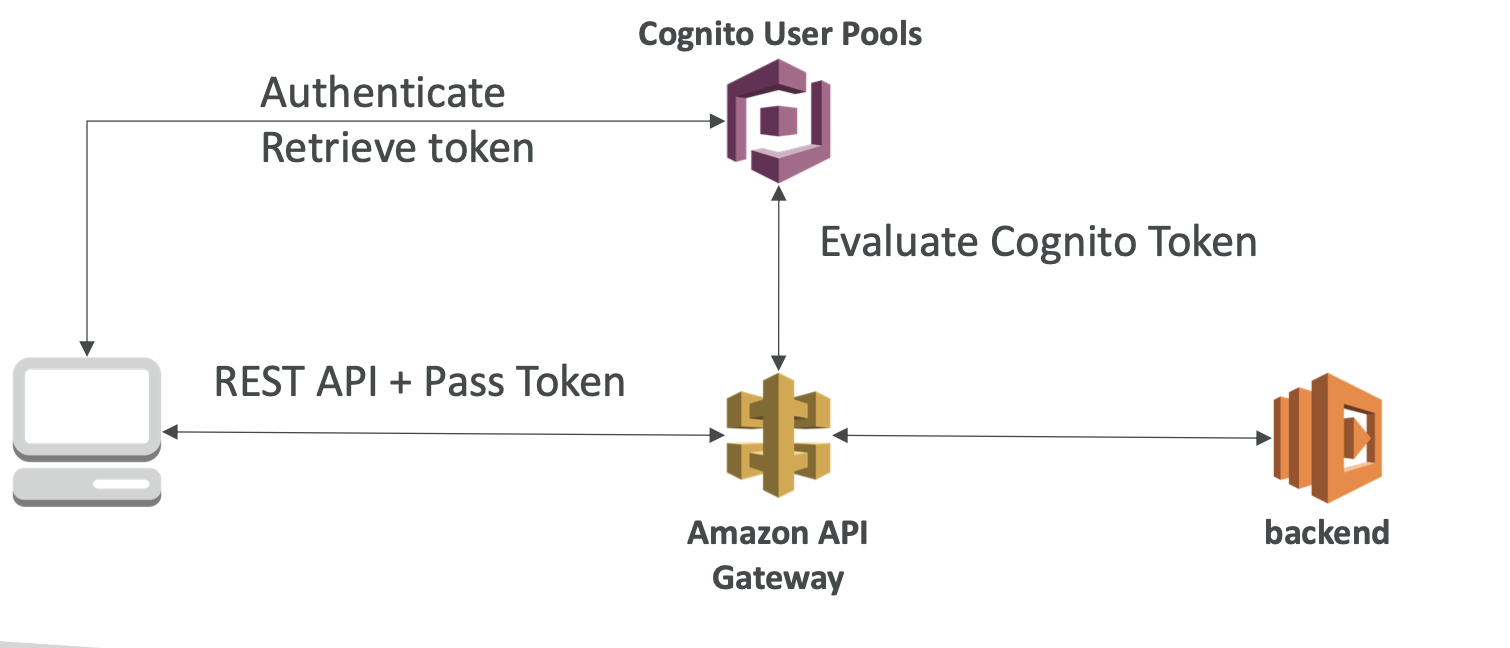 Cognito User Pools
Authenticate
Retrieve token
Evaluate Cognito Token
REST API + Pass Token
Amazon API
Gateway
backend